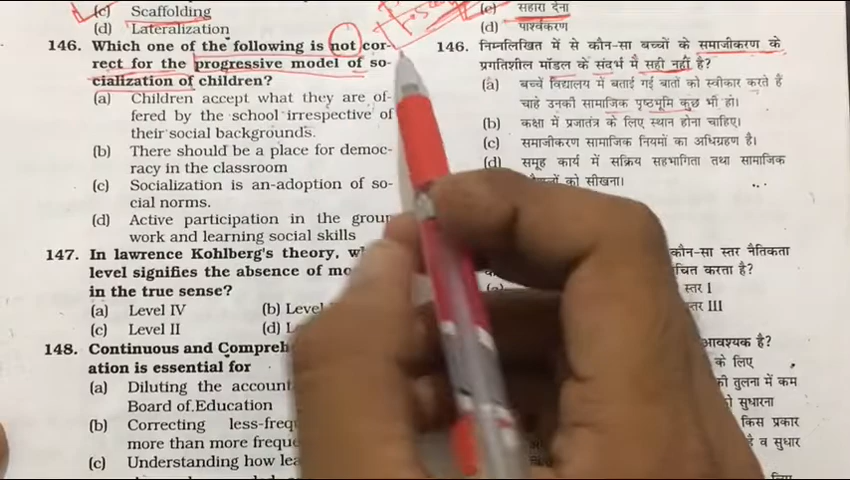 (c) Scaffolding
(d) Lateralization
146. Which one of the following is not cor-
rect for the progressive model of so-
cialization of children?
(a) Children accept what they are of-
fered by the school irrespective of
their social backgrounds.
(b) There should be a place for democ-
racy in the classroom
(c) Socialization is an-adoption of so-
cial norms.
(d) Active participation in the group
work and learning social skills
147. In lawrence Kohlberg's theory,
level signifies the absence of
in the true sense?
(a) Level IV (b) Level
(c) Level II (d)
148. Continuous and
ation is essential for
(a) Diluting the
Board of Education
(b) Correcting
more than more
(c) Understanding how
(c) सहारा देना
(d) पार्श्वकरण
146. निम्नलिखित में से कौन-सा बच्चों के समाजीकरण के
प्रगतिशील मॉडल के संदर्भ में सही नहीं है?
(a) बच्चें विद्यालय में बताई गई बातों को स्वीकार करते हैं
चाहे उनकी सामाजिक पृष्ठभूमि कुछ भी हो।
(b) कक्षा में प्रजातंत्र के लिए स्थान होना चाहिए।
(c) समाजीकरण सामाजिक नियमों का अधिग्रहण है।
(d) समूह कार्य में सक्रिय सहभागिता तथा सामाजिक
को सीखना।
कौन-सा स्तर नैतिकता
करता है?
(a) स्तर I
III
आवश्यक है?
के लिए
की तुलना में कम
सुधारना
किस प्रकार
है व सुधार